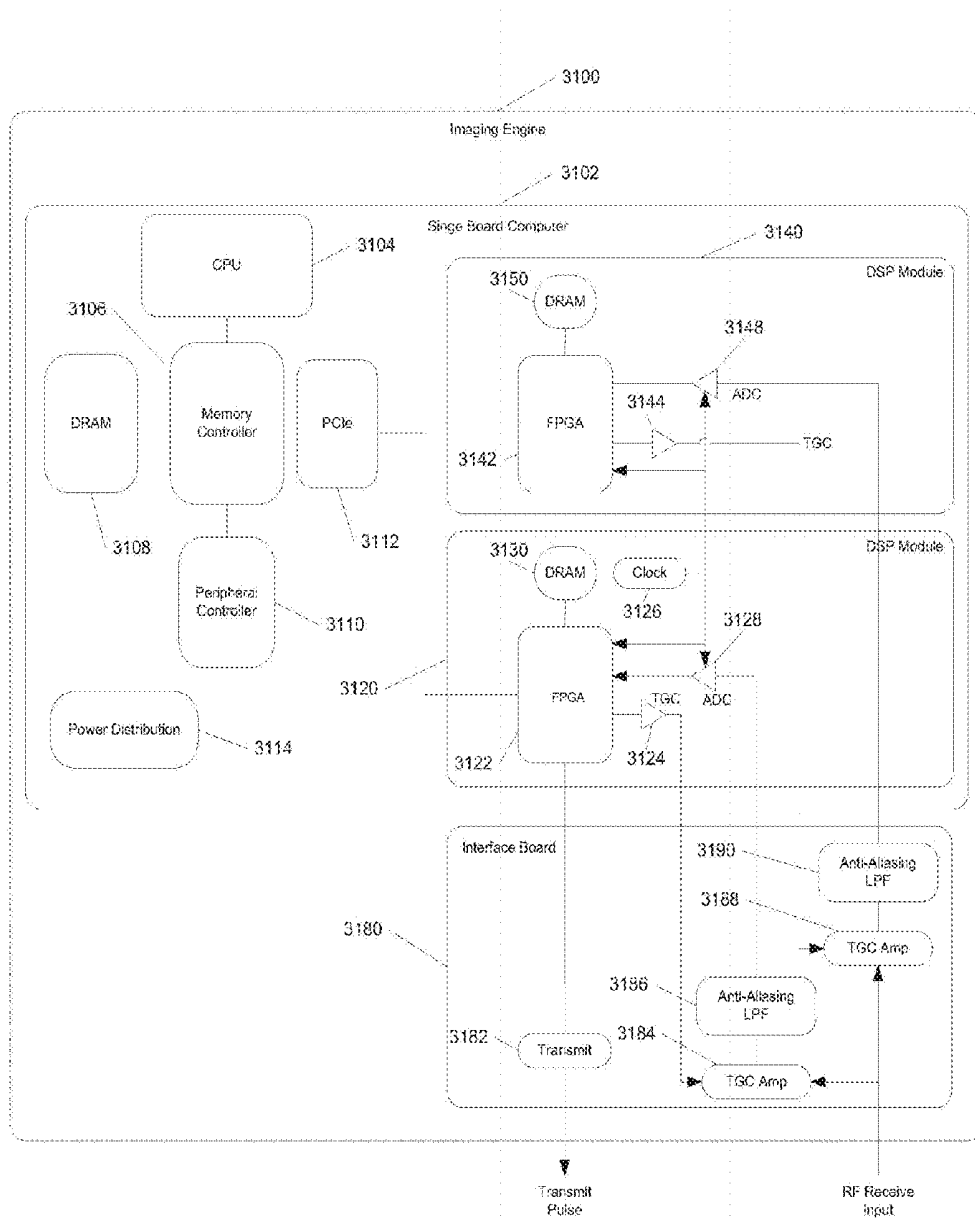 3100
Imaging Engine
3102
Singe Board Computer
3140
DSP Module
CPU
3104
3106
Memory
Controller
DRAM
3108
PCIe
3112
Peripheral
Controller
3110
Power Distribution
3114
3150
DRAM
FPGA
3142
3144
3148
ADC
TGC
DSP Module
3130
DRAM
Clock
3126
3128
3120
FPGA
TGC
ADC
3122
3124
Interface Board
3190
Anti-Aliasing
LPF
3188
TGC Amp
3180
3186
Anti-Aliasing
LPF
3182
Transmit
3184
TGC Amp
Transmit
Pulse
RF Receive
Input